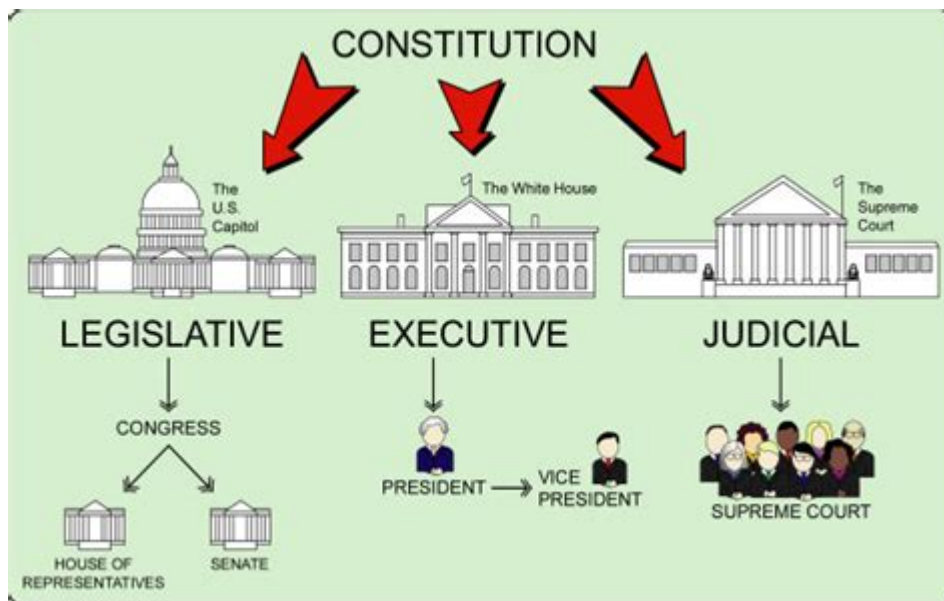 CONSTITUTION
The
U.S.
Capitol
The White House
The
Supreme
Court
LEGISLATIVE
EXECUTIVE
JUDICIAL
CONGRESS
HOUSE OF
REPRESENTATIVES
SENATE
PRESIDENT
VICE
PRESIDENT
SUPREME COURT